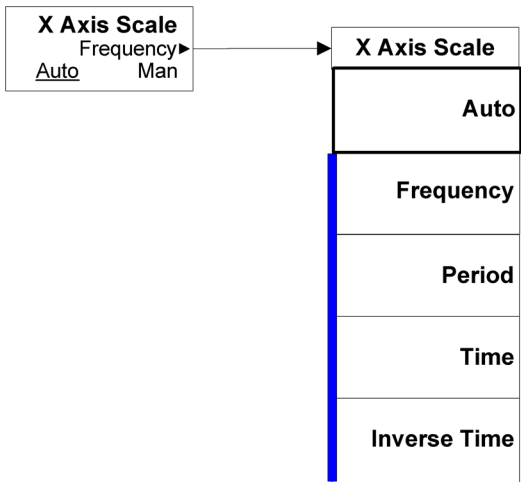 X Axis Scale
Frequency
Auto Man
X Axis Scale
Auto
Frequency
Period
Time
Inverse Time